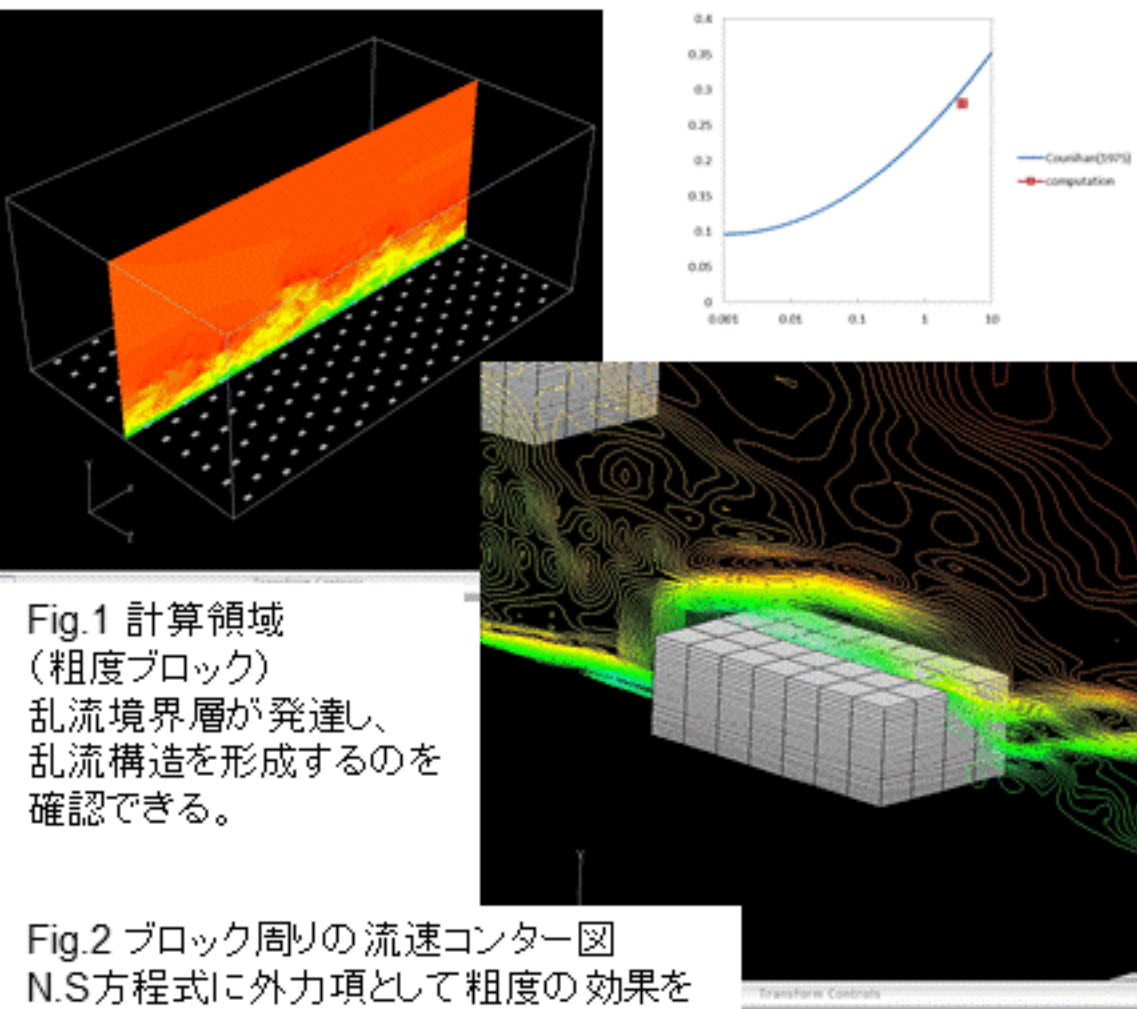 0.4
0.35
0.3
0.25
0.2
0.15
0.1
0.05
0
0.001 0.01 0.1 1 10
Counihan(1975)
computation
Y
Transform Controls
Fig.1 計算領域
(粗度ブロック)
乱流境界層が発達し、
乱流構造を形成するのを
確認できる。
Y
Fig.2 ブロック周りの流速コンター図
N.S方程式に外力項として粗度の効果を
Transform Controls